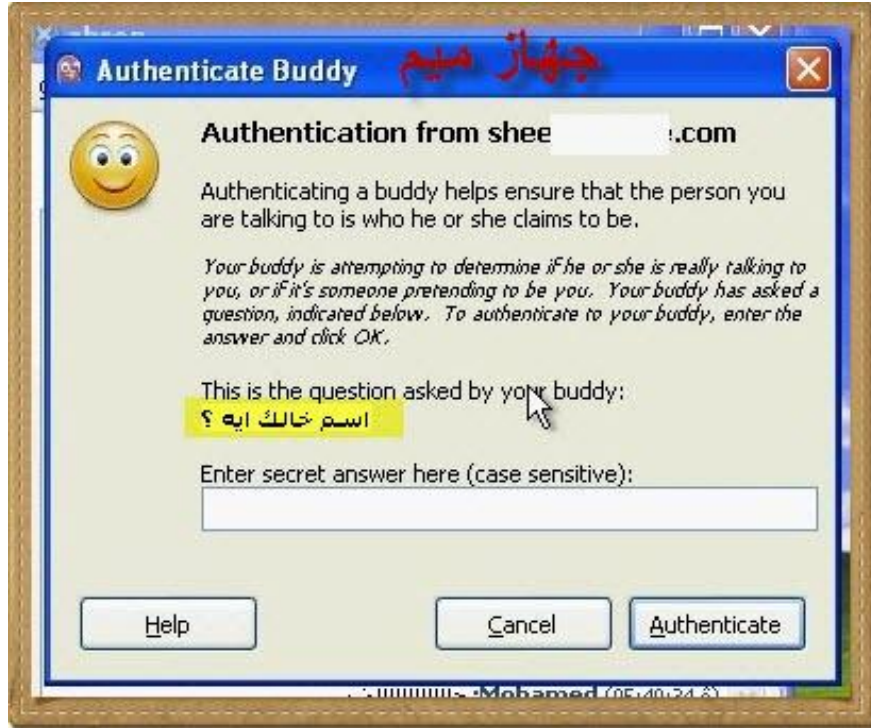 جهاز ميم
Authenticate Buddy
Authentication from shee .com
Authenticating a buddy helps ensure that the person you
are talking to is who he or she claims to be.
Your buddy is attempting to determine if he or she is really talking to
you, or if it's someone pretending to be you. Your buddy has asked a
question, indicated below. To authenticate to your buddy, enter the
answer and click OK.
This is the question asked by your buddy:
اسم خالك ايه ؟
Enter secret answer here (case sensitive):
Help
Cancel
Authenticate
:Mohamed